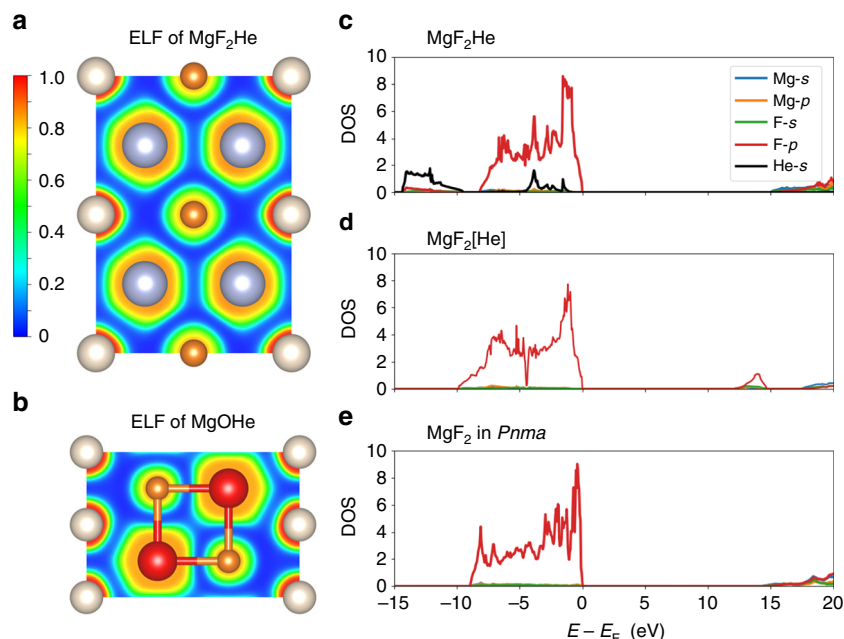 a
ELF of MgF₂He
1.0
0.8
0.6
0.4
0.2
0
b
ELF of MgOHe
c
MgF₂He
DOS
10
8
6
4
2
0
Mg-s
Mg-p
F-s
F-p
He-s
d
MgF₂[He]
DOS
10
8
6
4
2
0
e
MgF₂ in Pnma
DOS
10
8
6
4
2
0
−15 −10 −5 0 5 10 15 20
E – E_F (eV)